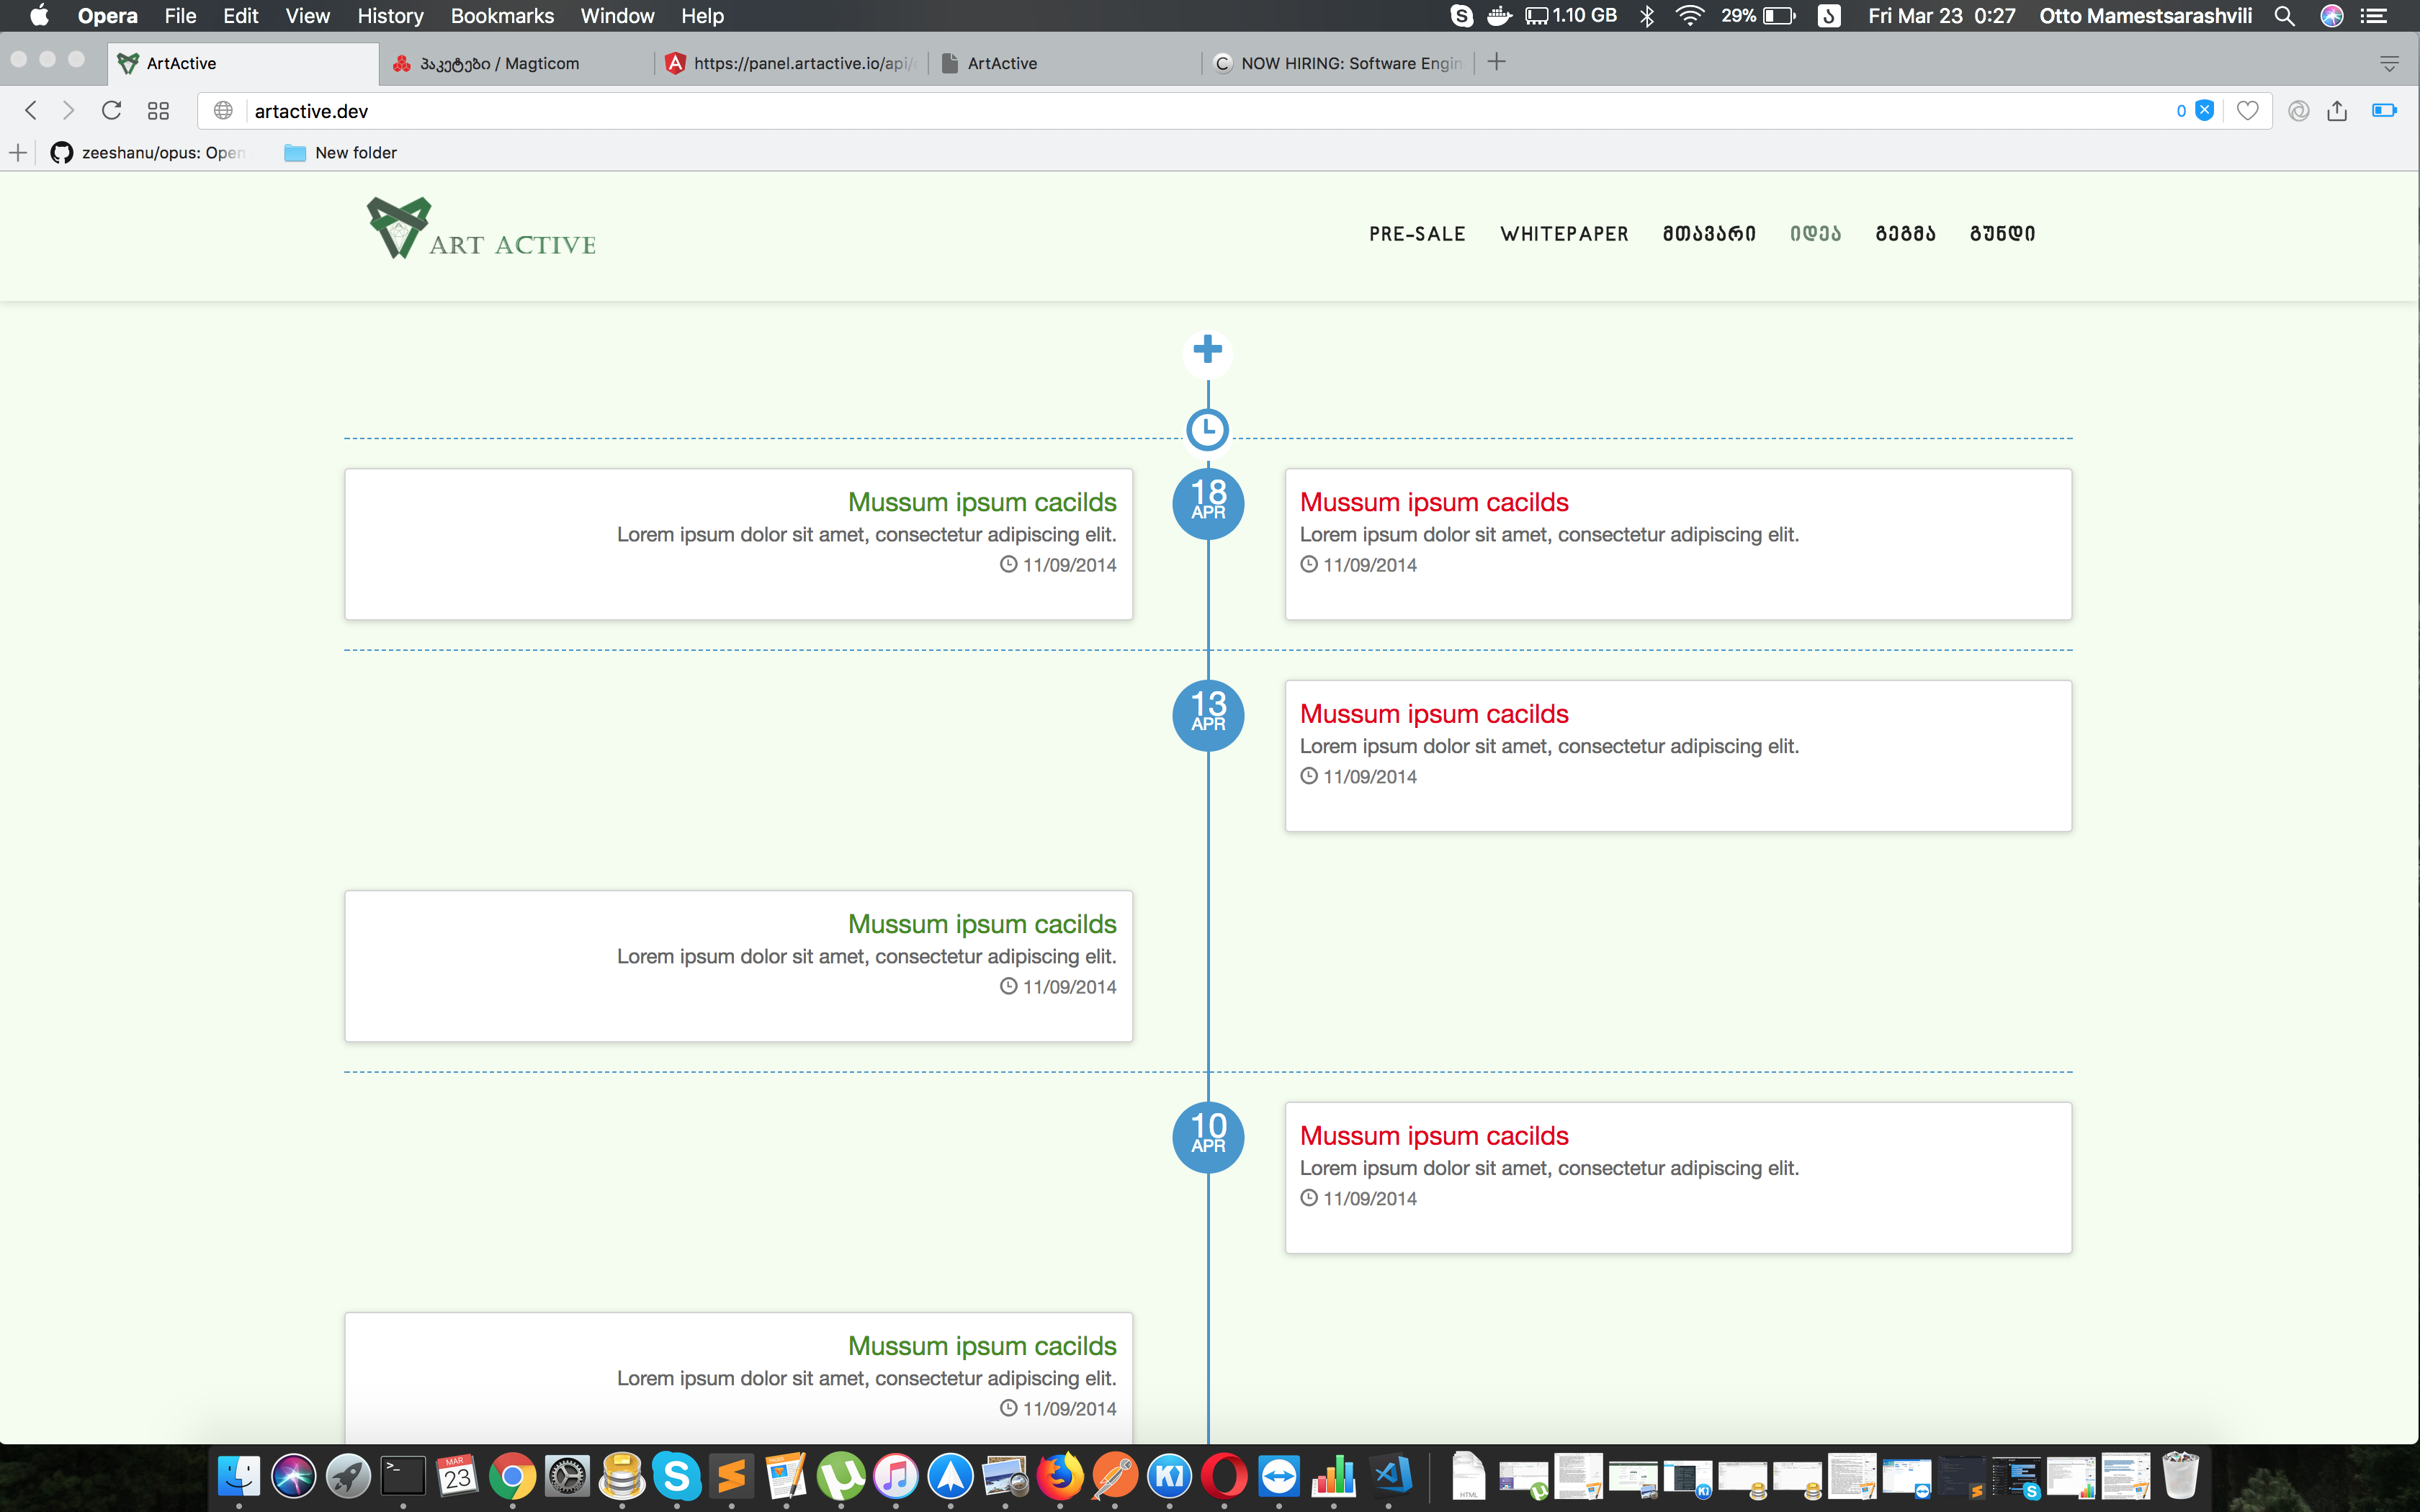 Opera File Edit View History Bookmarks Window Help 1.10 GB 29% Fri Mar 23 0:27 Otto Mamestsarashvili
ArtActive პაკეტები / Magticom https://panel.artactive.io/api/ ArtActive NOW HIRING: Software Engin
artactive.dev 0
zeeshanu/opus: Open New folder
ART ACTIVE PRE-SALE WHITEPAPER მთავარი იდეა გეგმა გუნდი
Mussum ipsum cacilds
Lorem ipsum dolor sit amet, consectetur adipiscing elit.
11/09/2014
18
APR
Mussum ipsum cacilds
Lorem ipsum dolor sit amet, consectetur adipiscing elit.
11/09/2014
13
APR
Mussum ipsum cacilds
Lorem ipsum dolor sit amet, consectetur adipiscing elit.
11/09/2014
Mussum ipsum cacilds
Lorem ipsum dolor sit amet, consectetur adipiscing elit.
11/09/2014
10
APR
Mussum ipsum cacilds
Lorem ipsum dolor sit amet, consectetur adipiscing elit.
11/09/2014
Mussum ipsum cacilds
Lorem ipsum dolor sit amet, consectetur adipiscing elit.
11/09/2014
MAR
23
HTML